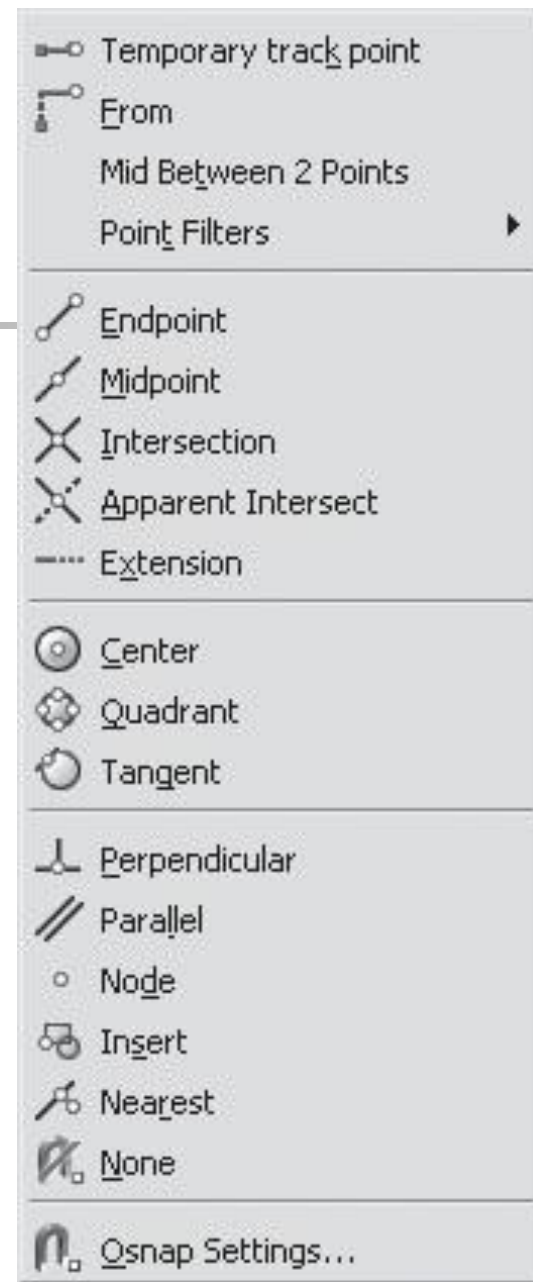 Temporary track point
From
Mid Between 2 Points
Point Filters
Endpoint
Midpoint
Intersection
Apparent Intersect
Extension
Center
Quadrant
Tangent
Perpendicular
Parallel
Node
Insert
Nearest
None
Osnap Settings...